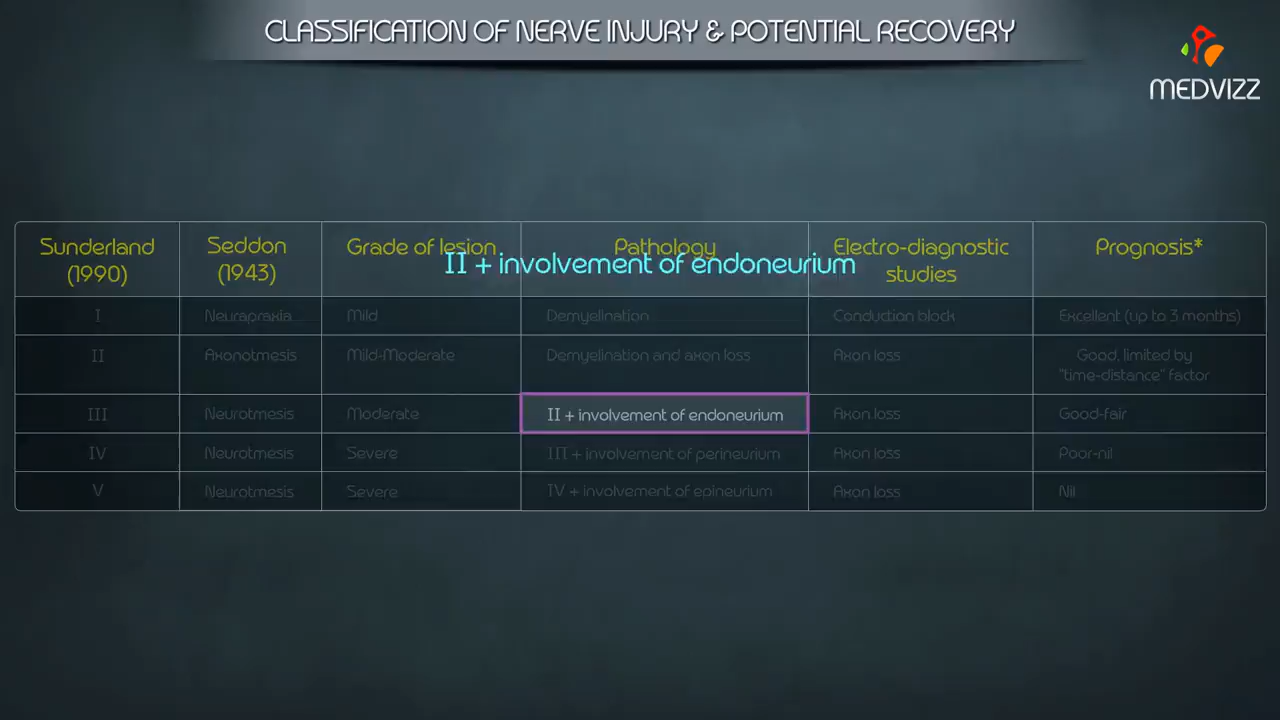 CLASSIFICATION OF NERVE INJURY & POTENTIAL RECOVERY
MEDVIZZ
Sunderland (1990) Seddon (1943) Grade of lesion Pathology Electro-diagnostic studies Prognosis*
II + involvement of endoneurium
I Neurapraxia Mild Demyelination Conduction block Excellent (up to 3 months)
II Axonotmesis Mild-Moderate Demyelination and axon loss Axon loss Good, limited by "time-distance" factor
III Neurotmesis Moderate II + involvement of endoneurium Axon loss Good-fair
IV Neurotmesis Severe III + involvement of perineurium Axon loss Poor-nil
V Neurotmesis Severe IV + involvement of epineurium Axon loss Nil